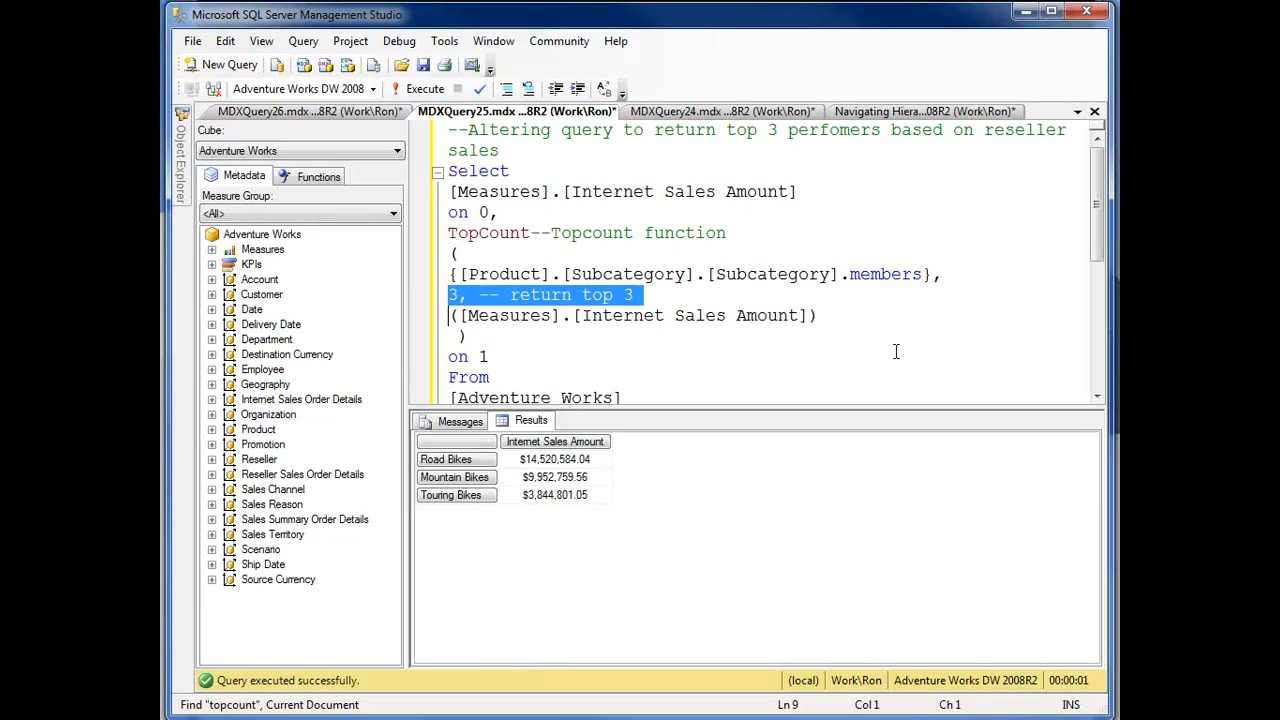 Microsoft SQL Server Management Studio
File Edit View Query Project Debug Tools Window Community Help
New Query
Adventure Works DW 2008 Execute
MDXQuery26.mdx ...8R2 (Work\Ron)* MDXQuery25.mdx ...8R2 (Work\Ron)* MDXQuery24.mdx ...8R2 (Work\Ron)* Navigating Hiera...08R2 (Work\Ron)*
Object Explorer
Cube:
Adventure Works
Metadata Functions
Measure Group:
<All>
Adventure Works
Measures
KPIs
Account
Customer
Date
Delivery Date
Department
Destination Currency
Employee
Geography
Internet Sales Order Details
Organization
Product
Promotion
Reseller
Reseller Sales Order Details
Sales Channel
Sales Reason
Sales Summary Order Details
Sales Territory
Scenario
Ship Date
Source Currency
--Altering query to return top 3 perfomers based on reseller
sales
Select
[Measures].[Internet Sales Amount]
on 0,
TopCount--Topcount function
(
{[Product].[Subcategory].[Subcategory].members},
3, -- return top 3
([Measures].[Internet Sales Amount])
)
on 1
From
[Adventure Works]
Messages Results
Internet Sales Amount
Road Bikes $14,520,584.04
Mountain Bikes $9,952,759.56
Touring Bikes $3,844,801.05
Query executed successfully. (local) Work\Ron Adventure Works DW 2008R2 00:00:01
Find "topcount", Current Document Ln 9 Col 1 Ch 1 INS